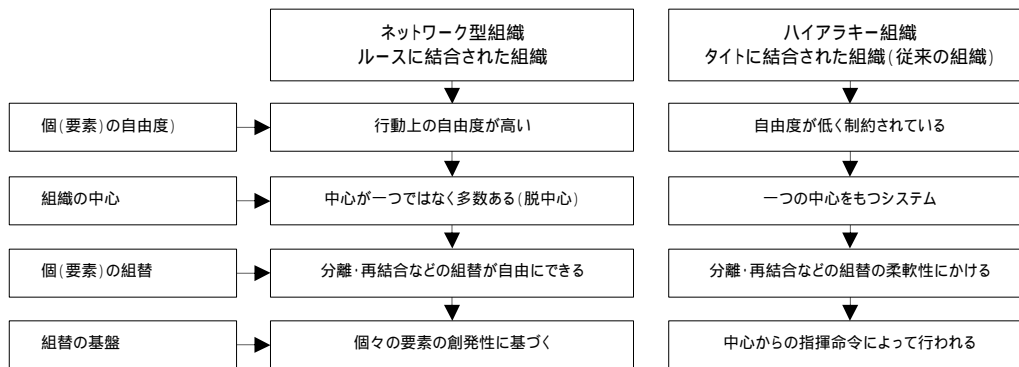 ネットワーク型組織
ルースに結合された組織
ハイアラキー組織
タイトに結合された組織(従来の組織)
個(要素)の自由度)
行動上の自由度が高い
自由度が低く制約されている
組織の中心
中心が一つではなく多数ある(脱中心)
一つの中心をもつシステム
個(要素)の組替
分離・再結合などの組替が自由にできる
分離・再結合などの組替の柔軟性にかける
組替の基盤
個々の要素の創発性に基づく
中心からの指揮命令によって行われる